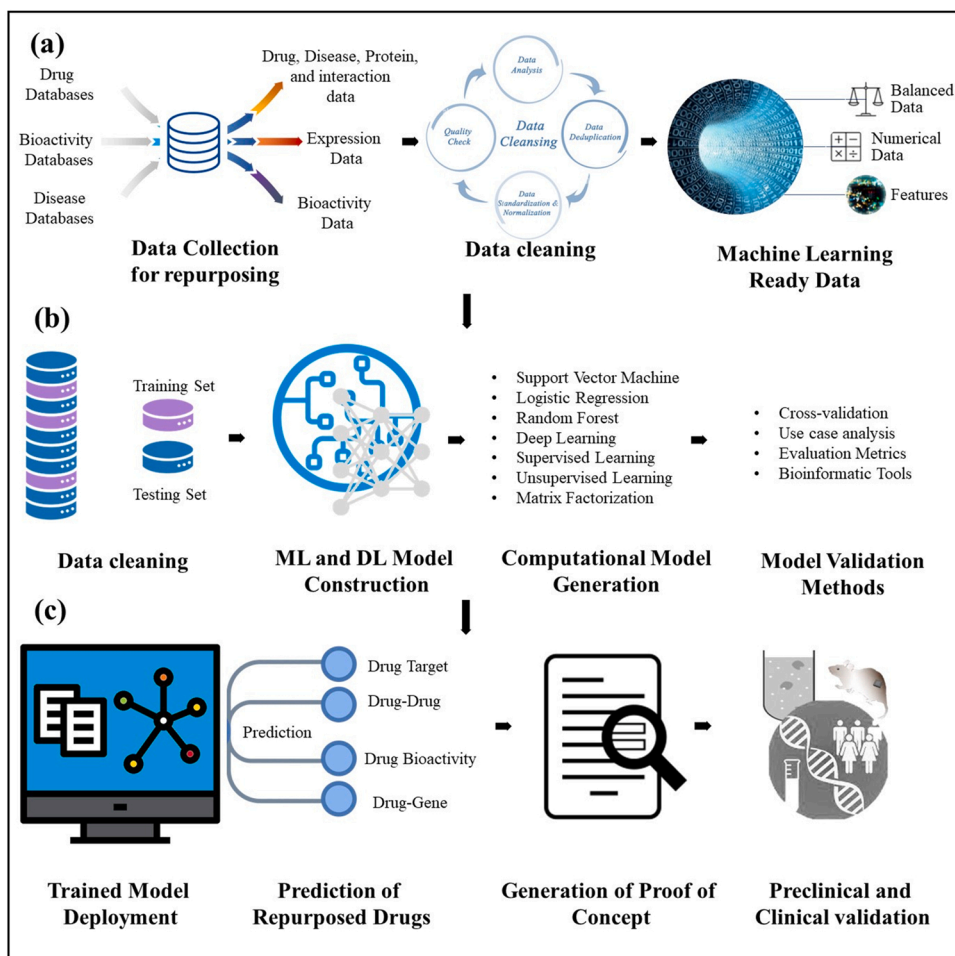 (a)
Drug
Databases
Bioactivity
Databases
Disease
Databases
Drug, Disease, Protein,
and interaction
data
Expression
Data
Bioactivity
Data
Data Collection
for repurposing
Data
Analysis
Quality
Check
Data
Cleansing
Data
Deduplication
Data
Standardization &
Normalization
Data cleaning
Balanced
Data
Numerical
Data
Features
Machine Learning
Ready Data
(b)
Training Set
Testing Set
Data cleaning
ML and DL Model
Construction
• Support Vector Machine
• Logistic Regression
• Random Forest
• Deep Learning
• Supervised Learning
• Unsupervised Learning
• Matrix Factorization
Computational Model
Generation
• Cross-validation
• Use case analysis
• Evaluation Metrics
• Bioinformatic Tools
Model Validation
Methods
(c)
Trained Model
Deployment
Prediction
Drug Target
Drug-Drug
Drug Bioactivity
Drug-Gene
Prediction of
Repurposed Drugs
Generation of Proof of
Concept
Preclinical and
Clinical validation